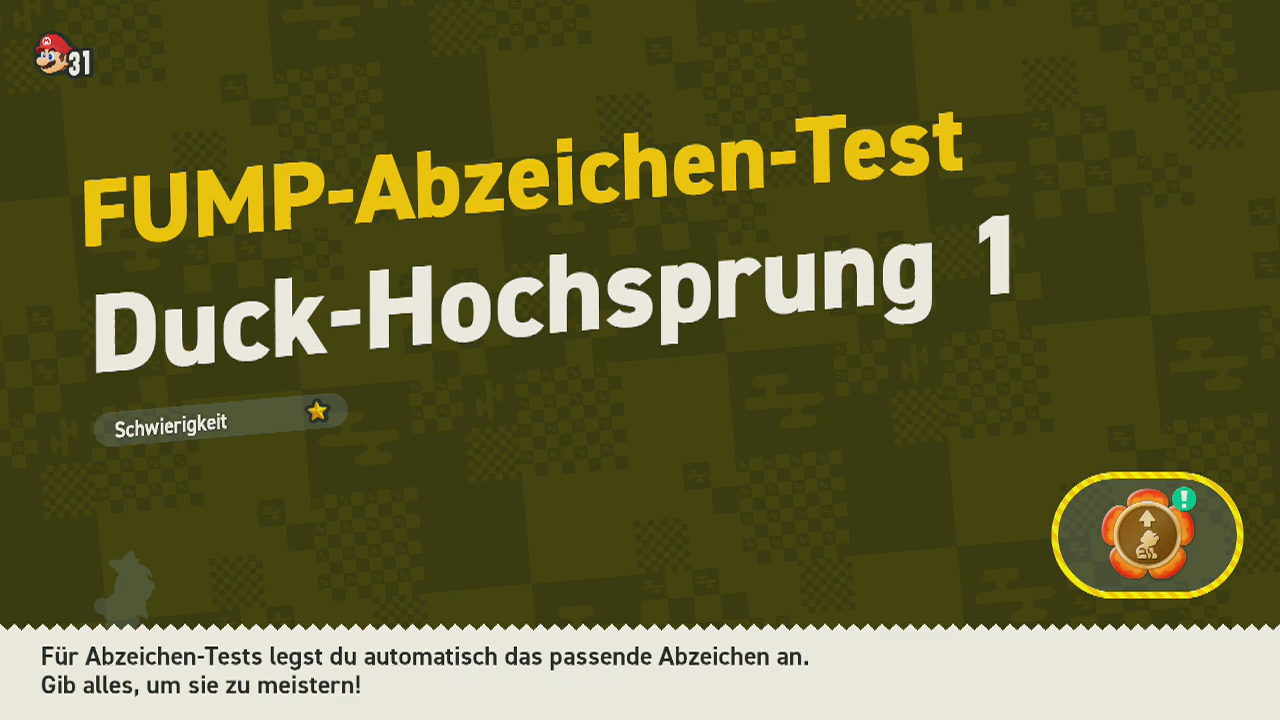 31
FUMP-Abzeichen-Test
Duck-Hochsprung 1
Schwierigkeit
!
Für Abzeichen-Tests legst du automatisch das passende Abzeichen an.
Gib alles, um sie zu meistern!